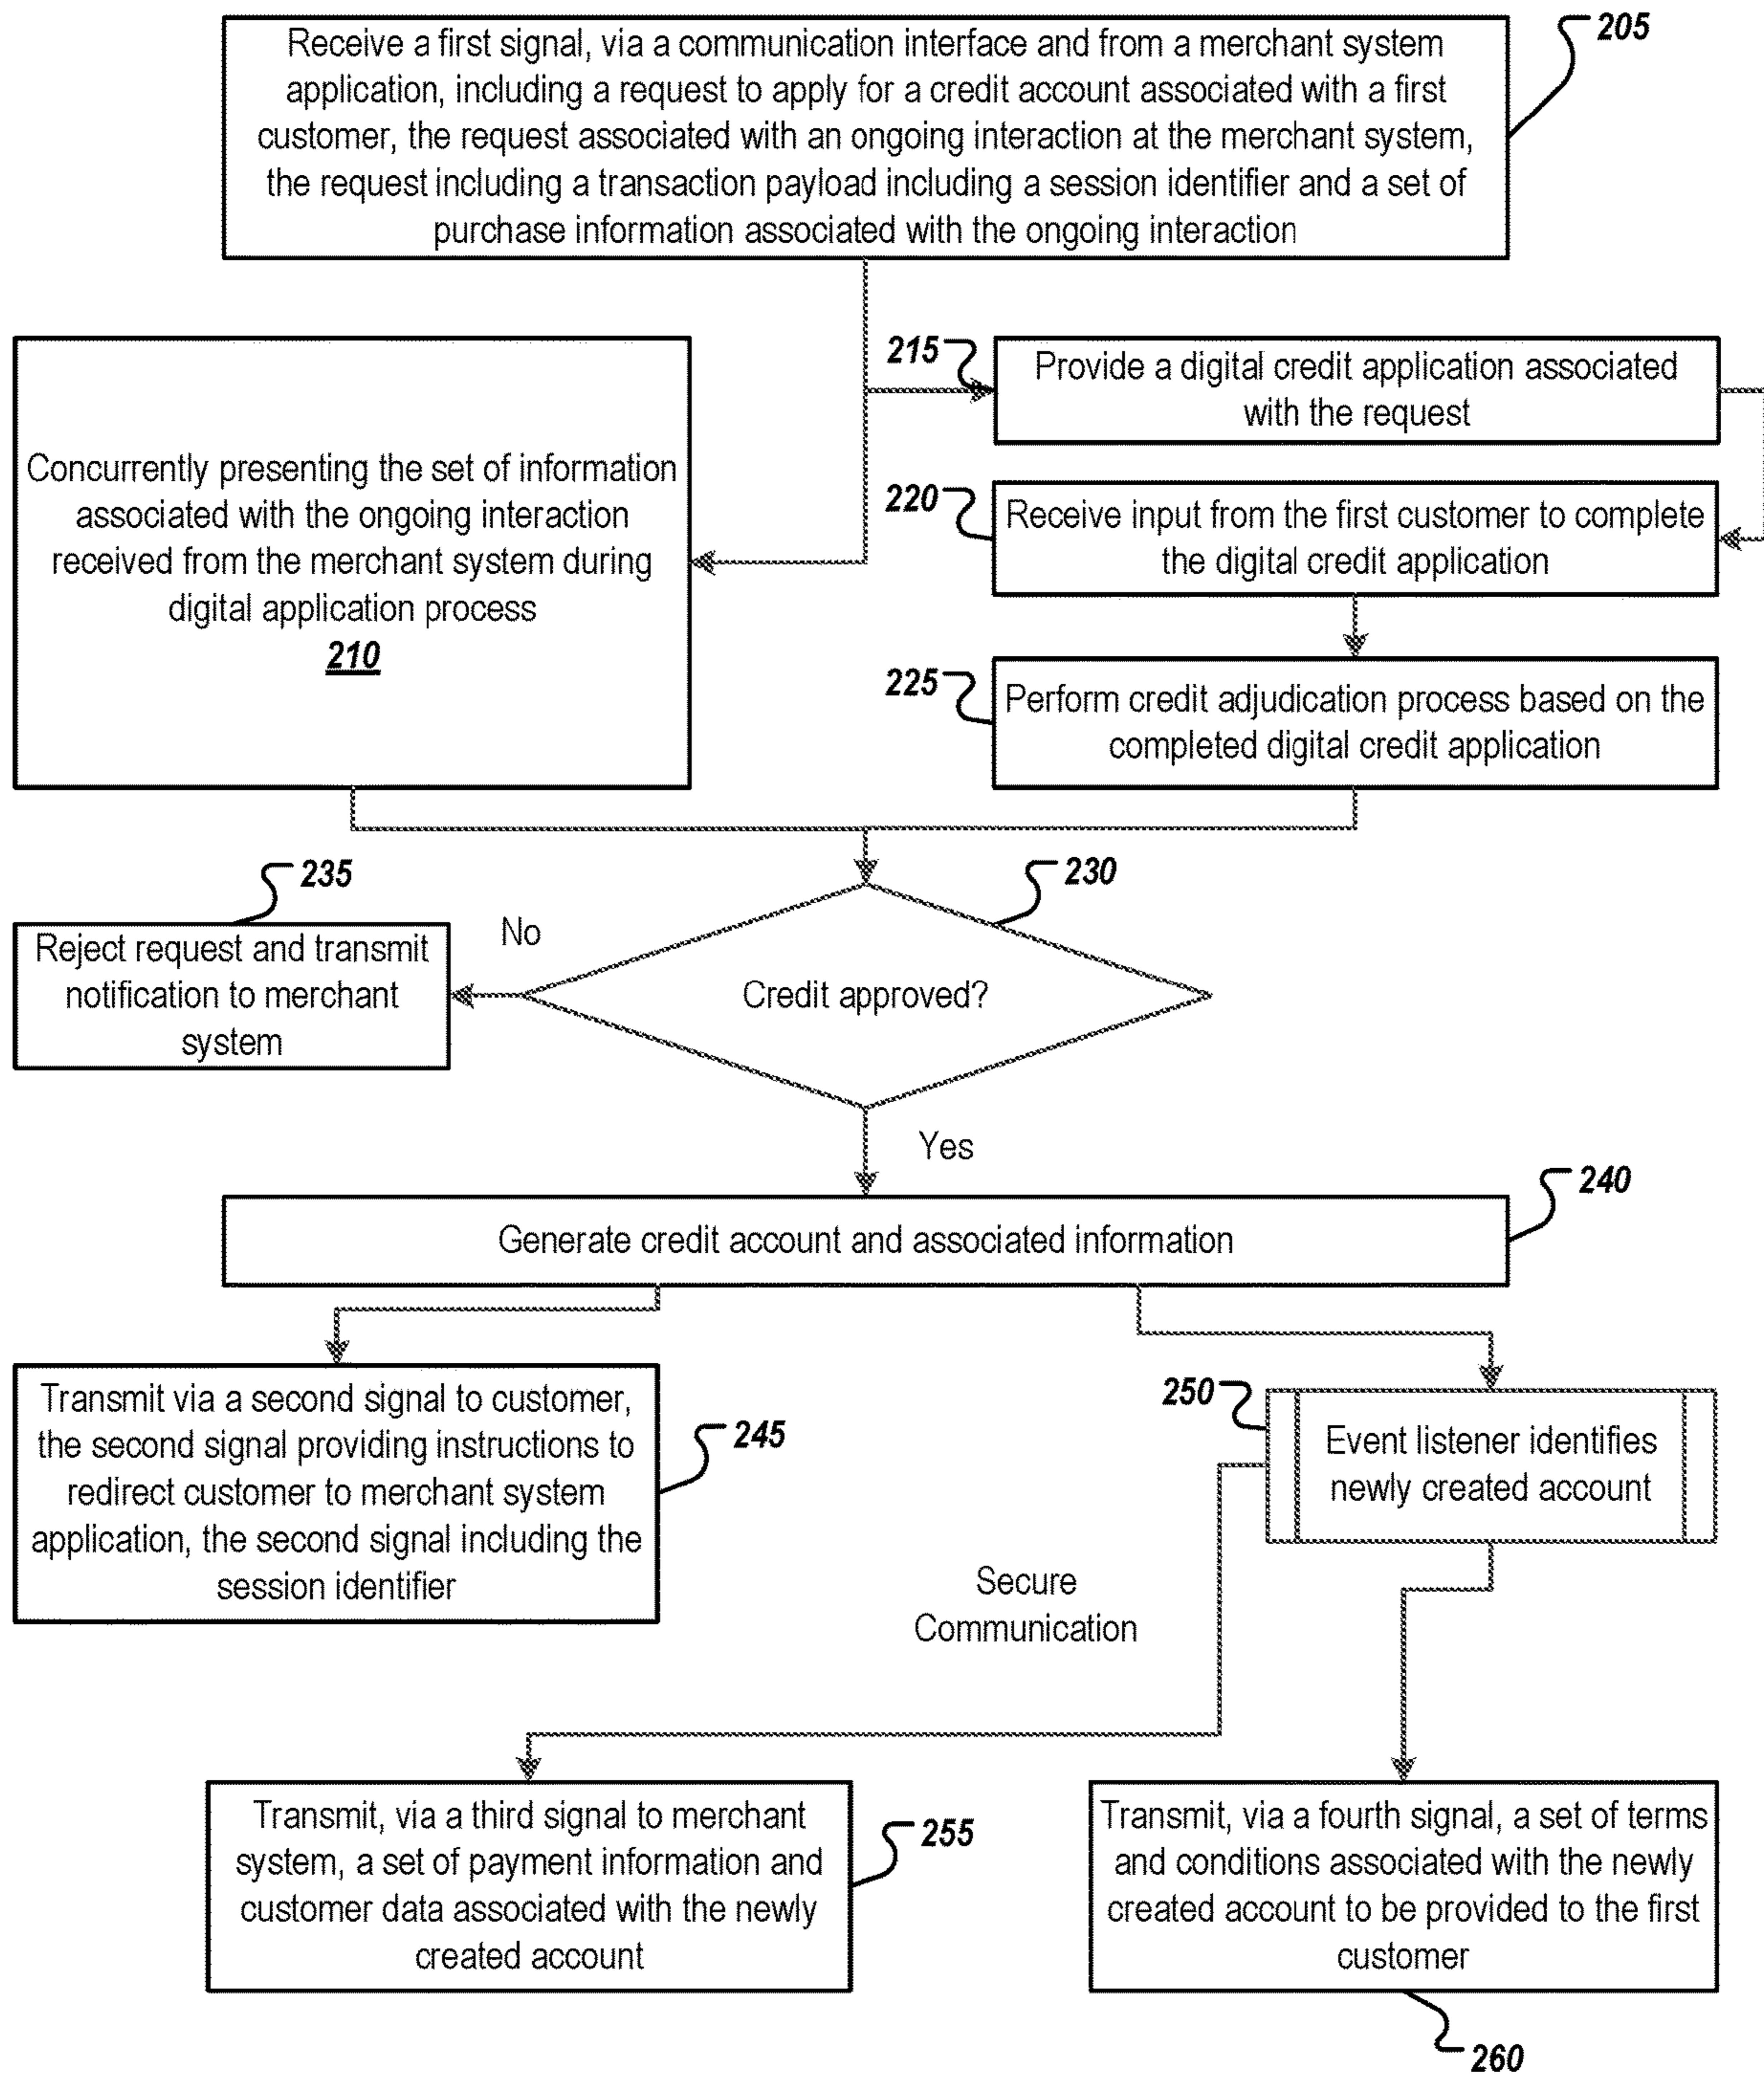 205
Receive a first signal, via a communication interface and from a merchant system
application, including a request to apply for a credit account associated with a first
customer, the request associated with an ongoing interaction at the merchant system,
the request including a transaction payload including a session identifier and a set of
purchase information associated with the ongoing interaction
215
Provide a digital credit application associated
with the request
Concurrently presenting the set of information
associated with the ongoing interaction
received from the merchant system during
digital application process
210
220
Receive input from the first customer to complete
the digital credit application
225
Perform credit adjudication process based on the
completed digital credit application
235
230
Reject request and transmit
notification to merchant
system
No
Credit approved?
Yes
240
Generate credit account and associated information
Transmit via a second signal to customer,
the second signal providing instructions to
redirect customer to merchant system
application, the second signal including the
session identifier
245
250
Event listener identifies
newly created account
Secure
Communication
Transmit, via a third signal to merchant
system, a set of payment information and
customer data associated with the newly
created account
255
Transmit, via a fourth signal, a set of terms
and conditions associated with the newly
created account to be provided to the first
customer
260